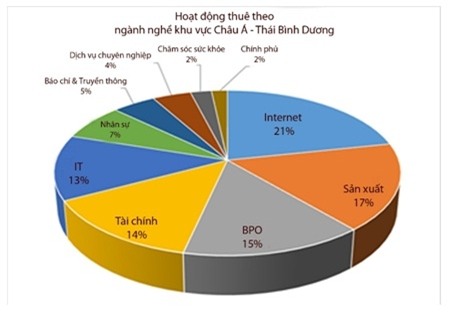 Hoạt động thuê theo
ngành nghề khu vực Châu Á - Thái Bình Dương
Chăm sóc sức khỏe
2%
Chính phủ
2%
Dịch vụ chuyên nghiệp
4%
Báo chí & Truyền thông
5%
Nhân sự
7%
IT
13%
Tài chính
14%
BPO
15%
Sản xuất
17%
Internet
21%